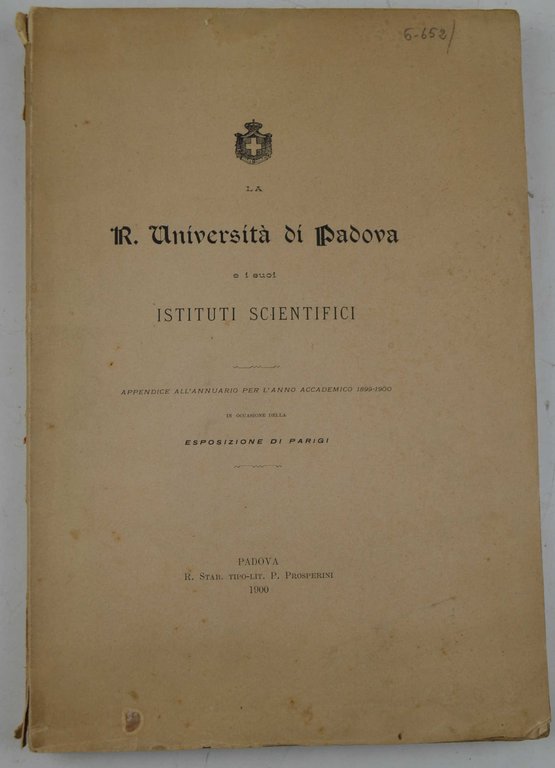 6-652/
LA
R. Università di Padova
e i suoi
ISTITUTI SCIENTIFICI
APPENDICE ALL'ANNUARIO PER L'ANNO ACCADEMICO 1899-1900
IN OCCASIONE DELLA
ESPOSIZIONE DI PARIGI
PADOVA
R. STAB. TIPO-LIT. P. PROSPERINI
1900